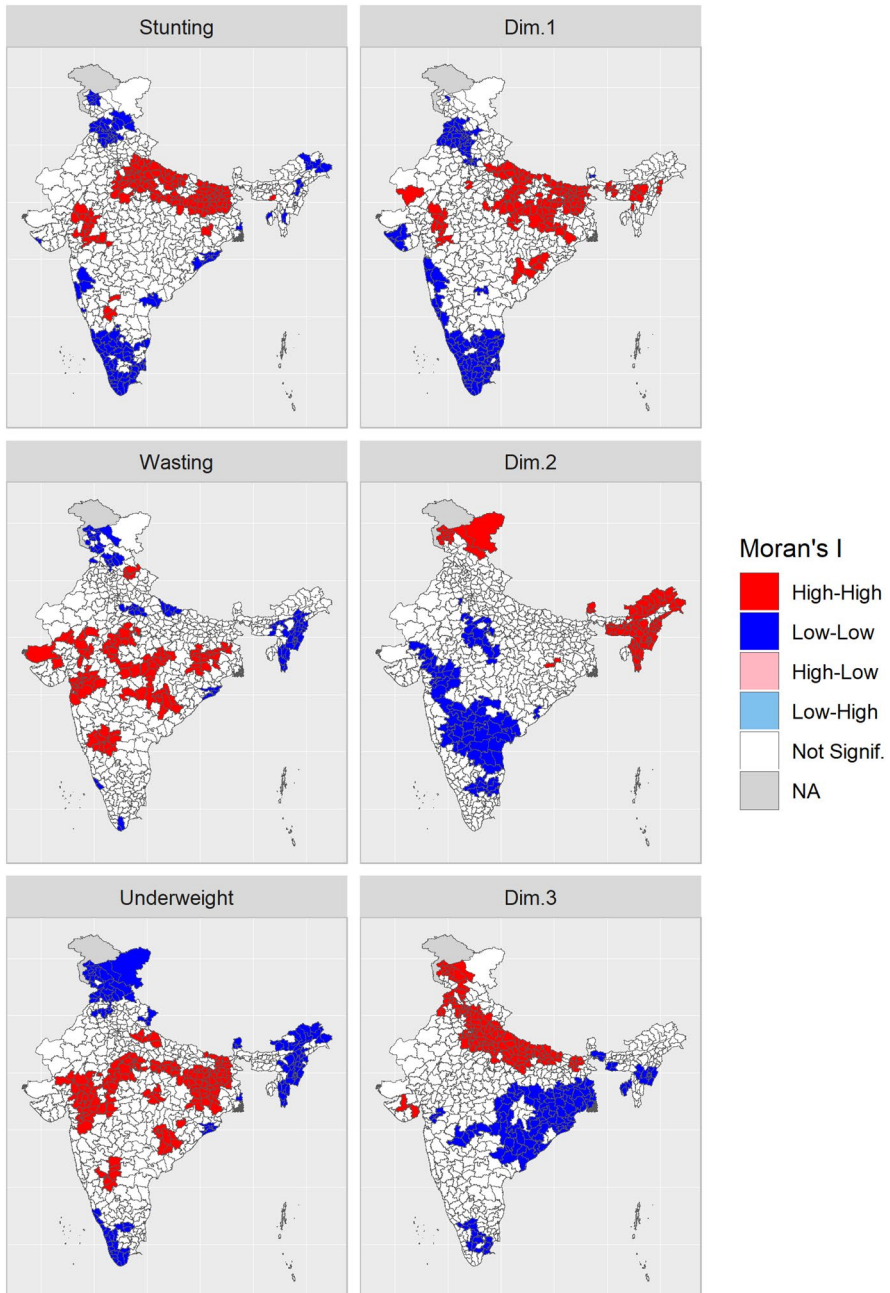 Stunting
Dim.1
Wasting
Dim.2
Underweight
Dim.3
Moran's I
High-High
Low-Low
High-Low
Low-High
Not Signif.
NA